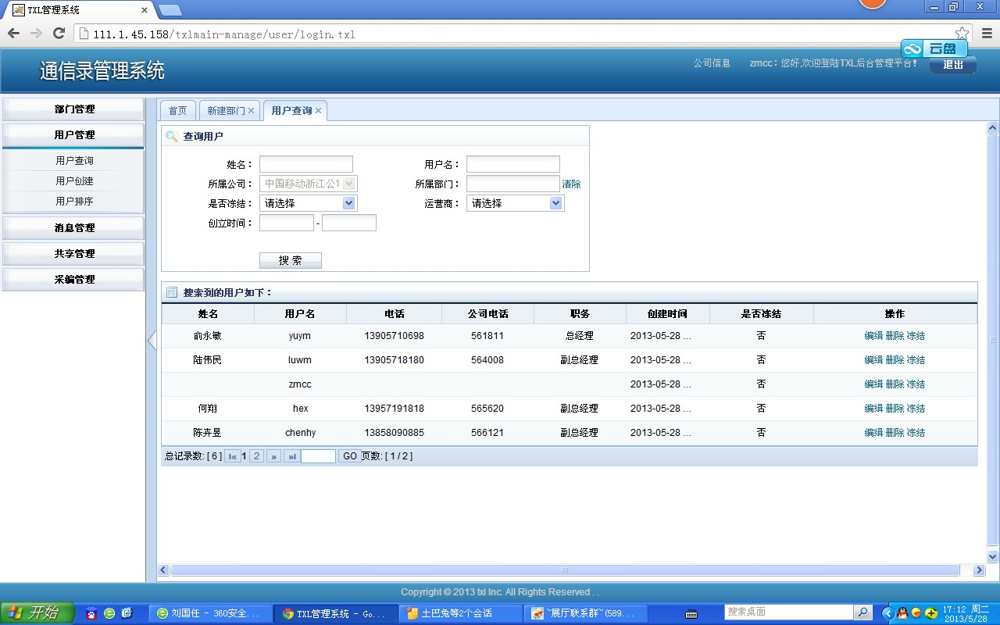 TXL管理系统
111.1.45.158/txlmain-manage/user/login.txl
云盘
通信录管理系统
公司信息 zmcc：您好,欢迎登陆TXL后台管理平台！ 退出
部门管理
用户管理
用户查询
用户创建
用户排序
消息管理
共享管理
采编管理
首页 新建部门 × 用户查询 ×
查询用户
姓名： 用户名：
所属公司： 中国移动浙江公司 所属部门： 清除
是否冻结： 请选择 运营商： 请选择
创立时间： -
搜 索
搜索到的用户如下：
姓名 用户名 电话 公司电话 职务 创建时间 是否冻结 操作
俞永敏 yuym 13905710698 561811 总经理 2013-05-28 ... 否 编辑 删除 冻结
陆伟民 luwm 13905718180 564008 副总经理 2013-05-28 ... 否 编辑 删除 冻结
zmcc 2013-05-28 ... 否 编辑 删除 冻结
何翔 hex 13957191818 565620 副总经理 2013-05-28 ... 否 编辑 删除 冻结
陈卉昱 chenhy 13858090885 566121 副总经理 2013-05-28 ... 否 编辑 删除 冻结
总记录数: [ 6 ] I« 1 2 » »I GO 页数: [ 1 / 2 ]
Copyright © 2013 txl Inc. All Rights Reserved . .
开始 刘国任 - 360安全... TXL管理系统 - Go... 土巴兔等2个会话 ~展厅联系群~(589... 搜索桌面 17:12 周二
2013/5/28